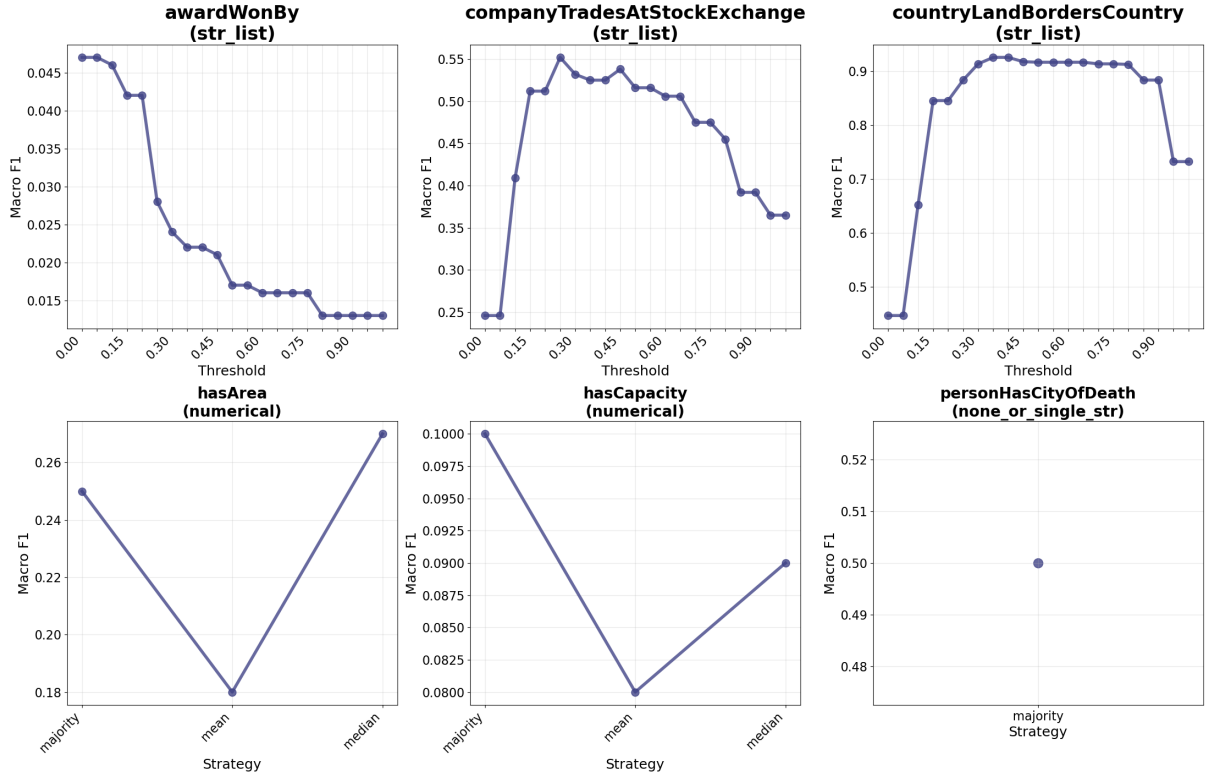 awardWonBy
(str_list)
Macro F1
0.045
0.040
0.035
0.030
0.025
0.020
0.015
0.00
0.15
0.30
0.45
0.60
0.75
0.90
Threshold
companyTradesAtStockExchange
(str_list)
Macro F1
0.55
0.50
0.45
0.40
0.35
0.30
0.25
0.00
0.15
0.30
0.45
0.60
0.75
0.90
Threshold
countryLandBordersCountry
(str_list)
Macro F1
0.9
0.8
0.7
0.6
0.5
0.00
0.15
0.30
0.45
0.60
0.75
0.90
Threshold
hasArea
(numerical)
Macro F1
0.26
0.24
0.22
0.20
0.18
majority
mean
median
Strategy
hasCapacity
(numerical)
Macro F1
0.1000
0.0975
0.0950
0.0925
0.0900
0.0875
0.0850
0.0825
0.0800
majority
mean
median
Strategy
personHasCityOfDeath
(none_or_single_str)
Macro F1
0.52
0.51
0.50
0.49
0.48
majority
Strategy